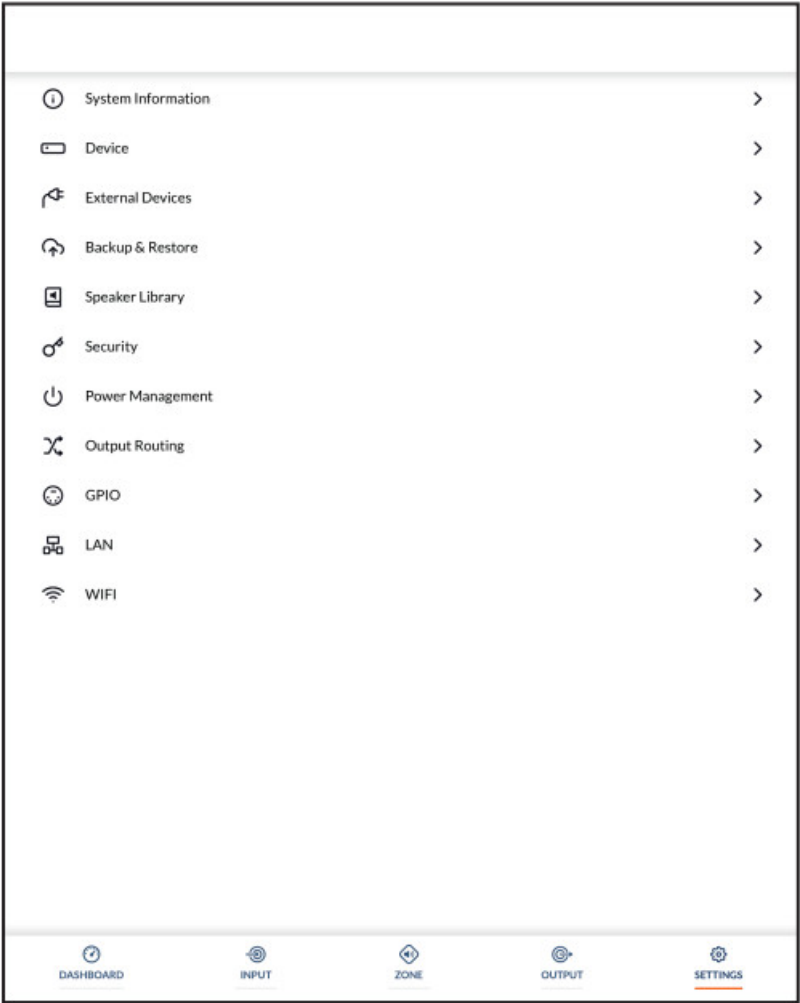 System Information
Device
External Devices
Backup & Restore
Speaker Library
Security
Power Management
Output Routing
GPIO
LAN
WIFI
DASHBOARD INPUT ZONE OUTPUT SETTINGS